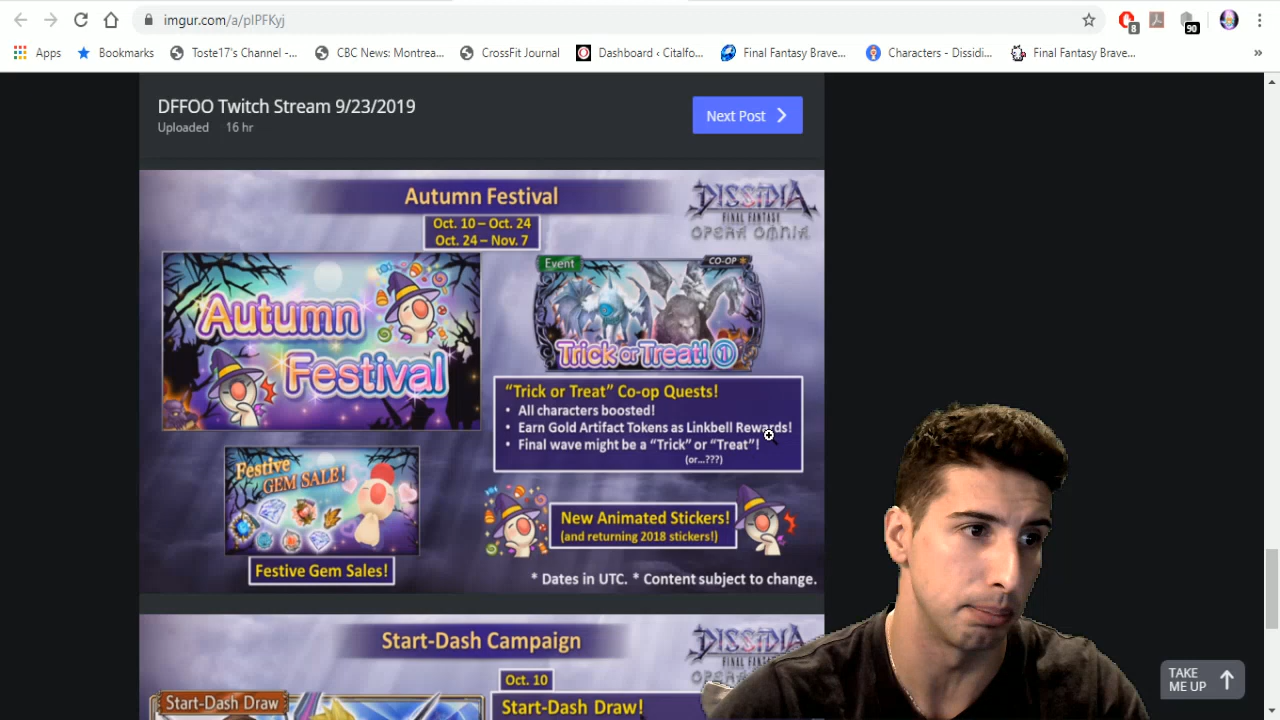 imgur.com/a/pIPFKyj
8
90
Apps
Bookmarks
Toste17's Channel -...
CBC News: Montrea...
CrossFit Journal
Dashboard ‹ Citalfo...
Final Fantasy Brave...
Characters - Dissidi...
Final Fantasy Brave...
»
DFFOO Twitch Stream 9/23/2019
Uploaded 16 hr
Next Post
Autumn Festival
Oct. 10 – Oct. 24
Oct. 24 – Nov. 7
DISSIDIA
FINAL FANTASY
OPERA OMNIA
Autumn
Festival
Event
CO-OP
Trick or Treat! ①
"Trick or Treat" Co-op Quests!
• All characters boosted!
• Earn Gold Artifact Tokens as Linkbell Rewards!
• Final wave might be a "Trick" or "Treat"!
(or...???)
Festive
GEM SALE!
Festive Gem Sales!
New Animated Stickers!
(and returning 2018 stickers!)
* Dates in UTC. * Content subject to change.
Start-Dash Campaign
DISSIDIA
Oct. 10
Start-Dash Draw
Start-Dash Draw!
TAKE
ME UP